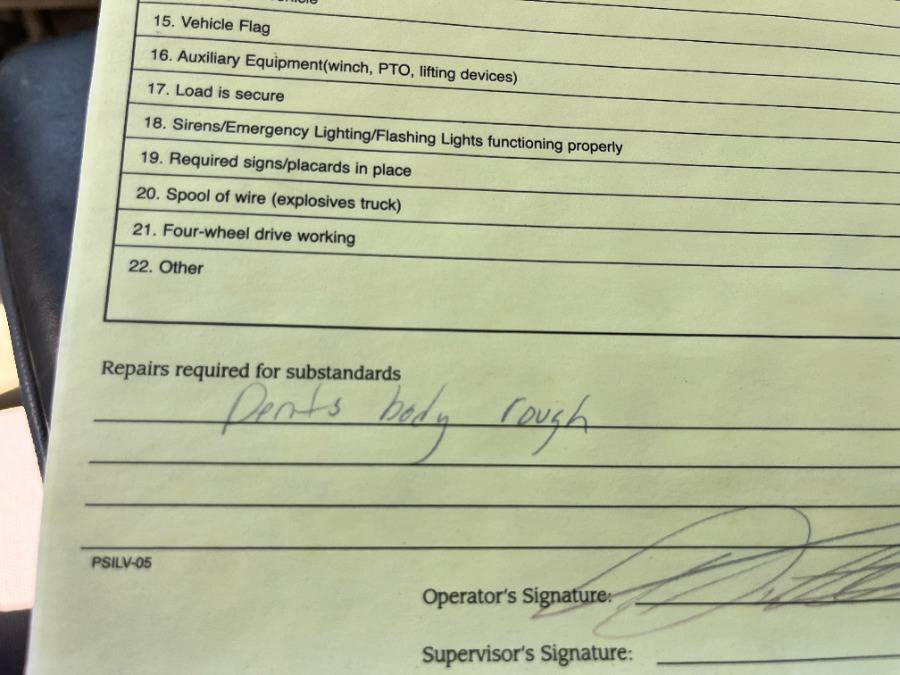 15. Vehicle Flag
16. Auxiliary Equipment(winch, PTO, lifting devices)
17. Load is secure
18. Sirens/Emergency Lighting/Flashing Lights functioning properly
19. Required signs/placards in place
20. Spool of wire (explosives truck)
21. Four-wheel drive working
22. Other
Repairs required for substandards
Dents body rough
PSILV-05
Operator's Signature:
Supervisor's Signature: